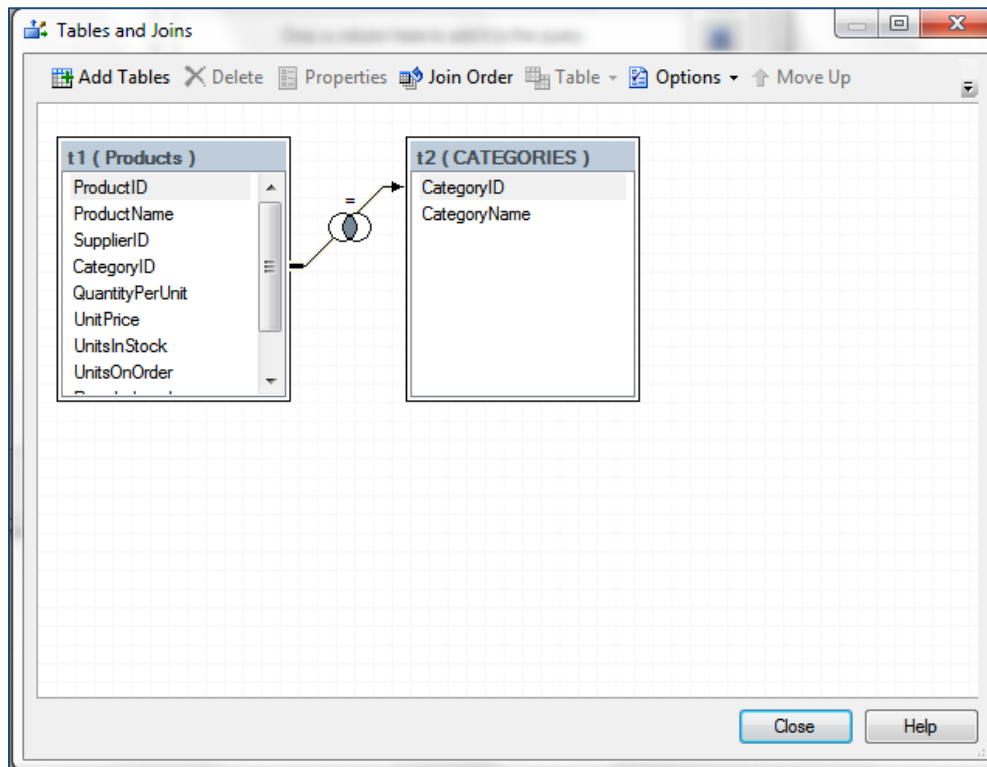 Tables and Joins
Add Tables Delete Properties Join Order Table Options Move Up
t1 ( Products )
ProductID
ProductName
SupplierID
CategoryID
QuantityPerUnit
UnitPrice
UnitsInStock
UnitsOnOrder
=
t2 ( CATEGORIES )
CategoryID
CategoryName
Close Help